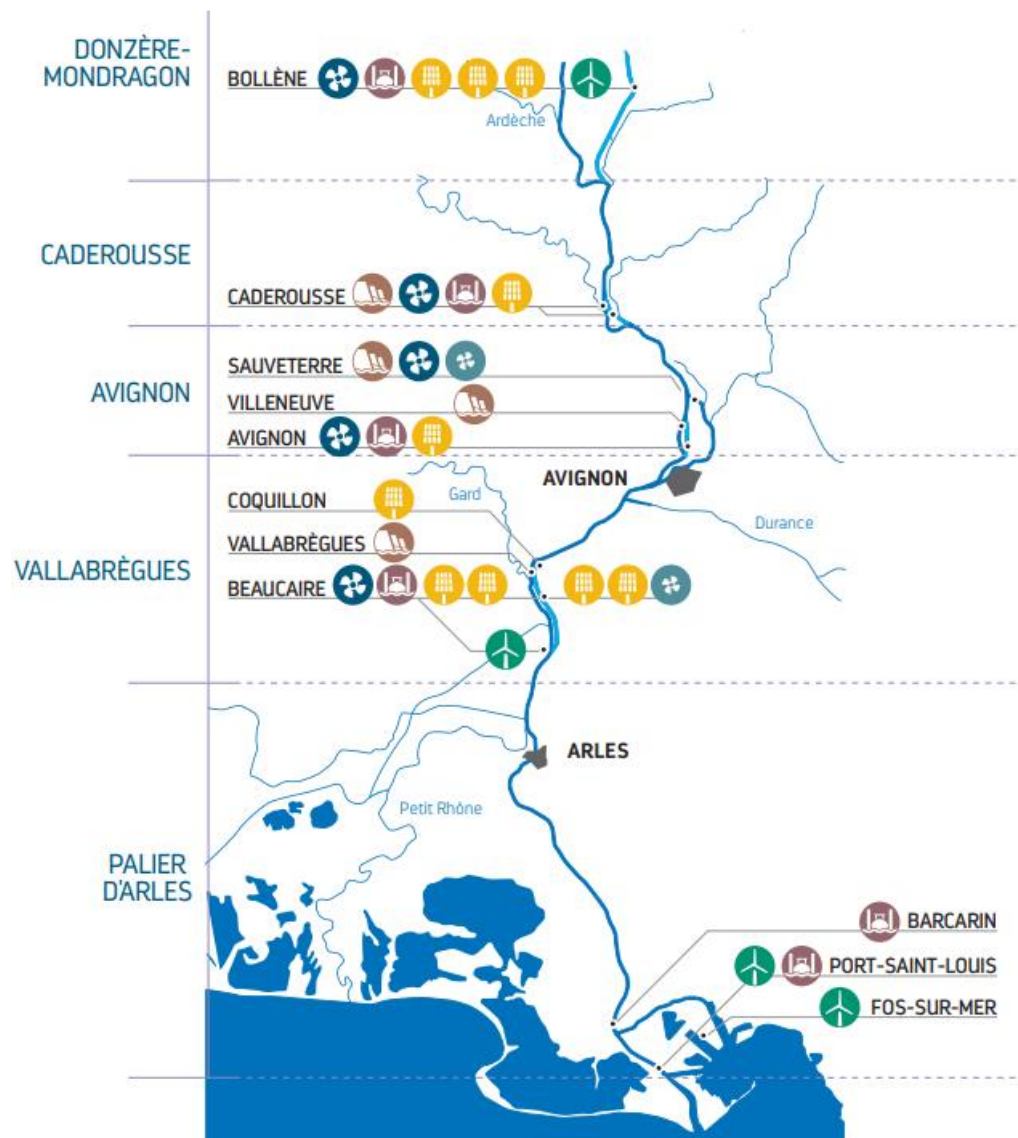 DONZÈRE-
MONDRAGON
BOLLÈNE
Ardèche
CADEROUSSE
CADEROUSSE
AVIGNON
SAUVETERRE
VILLENEUVE
AVIGNON
AVIGNON
VALLABRÈGUES
COQUILLON
Gard
Durance
VALLABRÈGUES
BEAUCAIRE
ARLES
Petit Rhône
PALIER
D'ARLES
BARCARIN
PORT-SAINT-LOUIS
FOS-SUR-MER